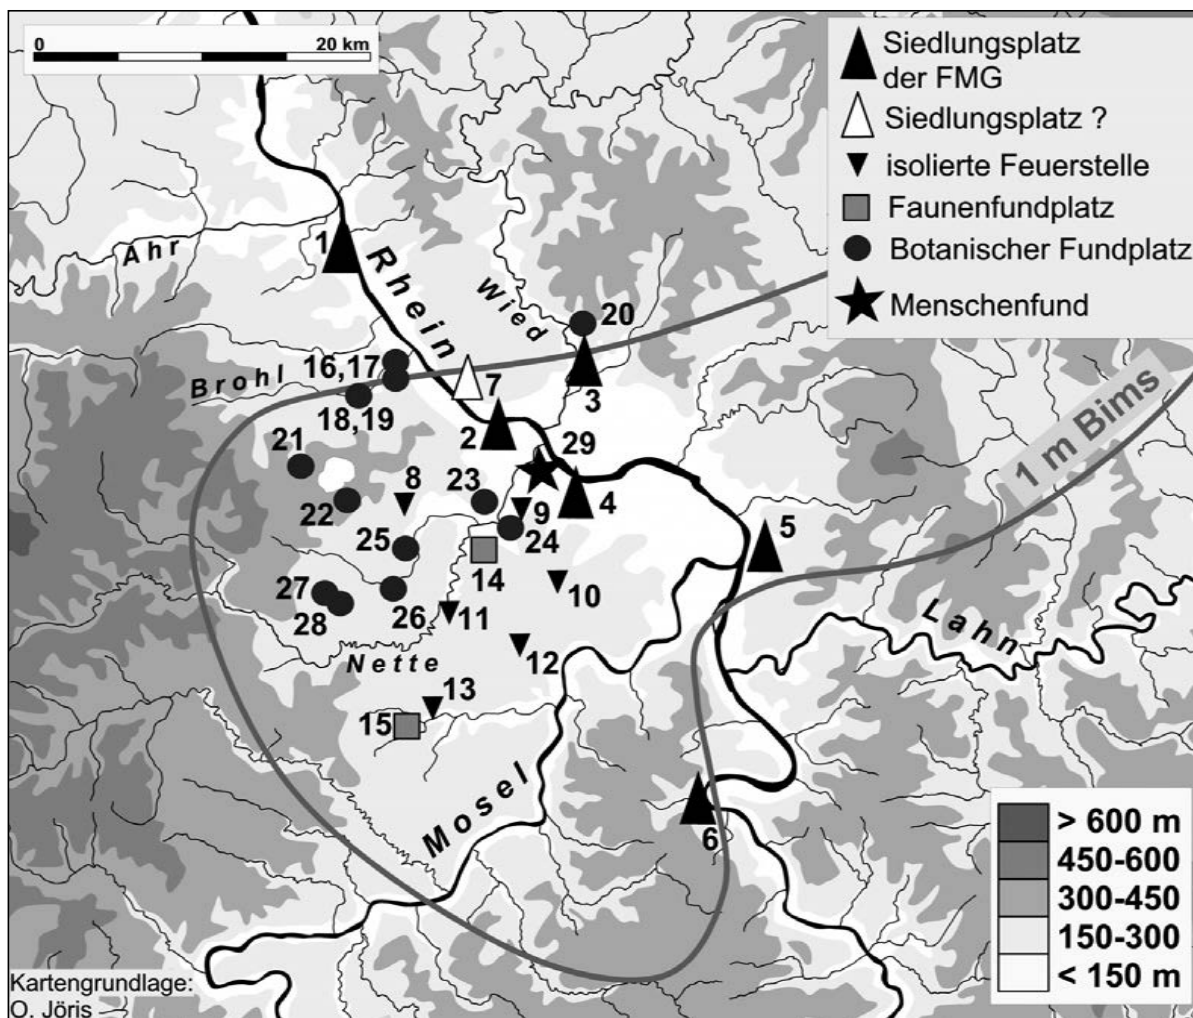 0 20 km
Siedlungsplatz
der FMG
Siedlungsplatz ?
isolierte Feuerstelle
Faunenfundplatz
Botanischer Fundplatz
Menschenfund
Ahr
1
Rhein
Wied
20
16,17
Brohl
7
3
18,19
2
29
1 m Bims
21
8
23
9
4
22
5
25
24
14
10
27
28
26
11
Lahn
Nette
12
13
15
Mosel
6
> 600 m
450-600
300-450
150-300
< 150 m
Kartengrundlage:
O. Jöris